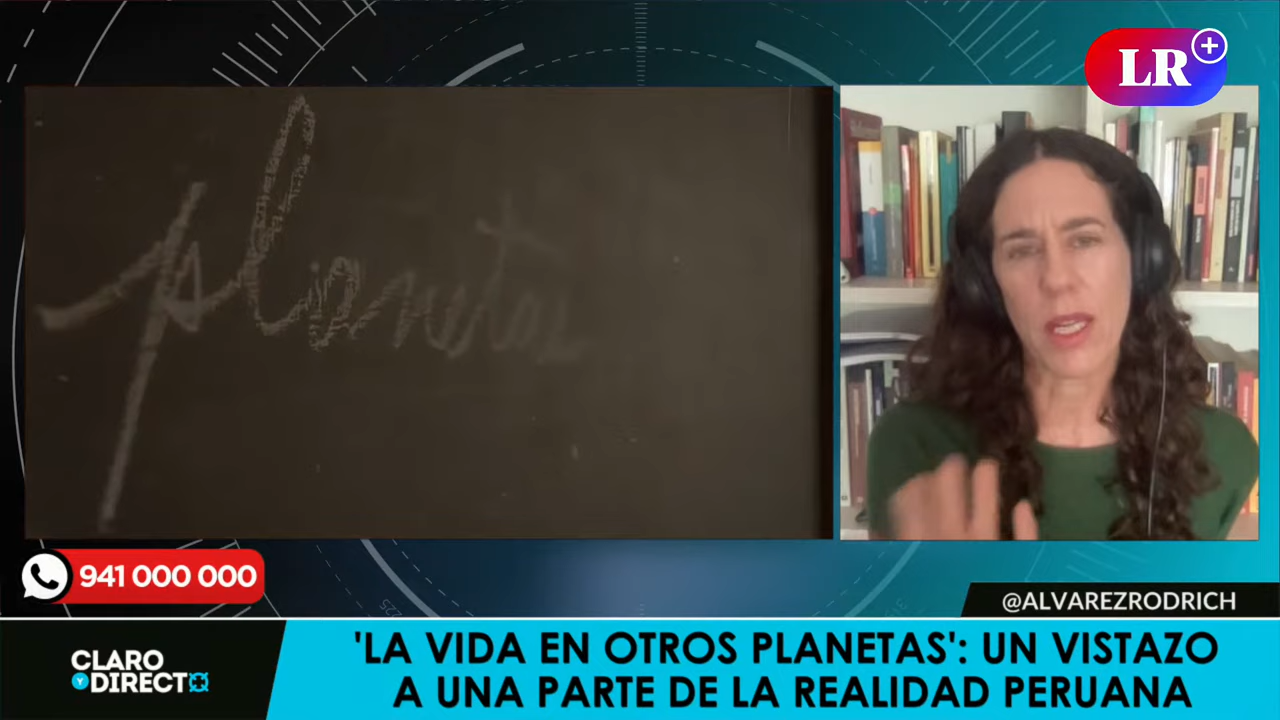 LR+
planetas
941 000 000
@ALVAREZRODRICH
CLARO
Y DIRECTO
'LA VIDA EN OTROS PLANETAS': UN VISTAZO
A UNA PARTE DE LA REALIDAD PERUANA